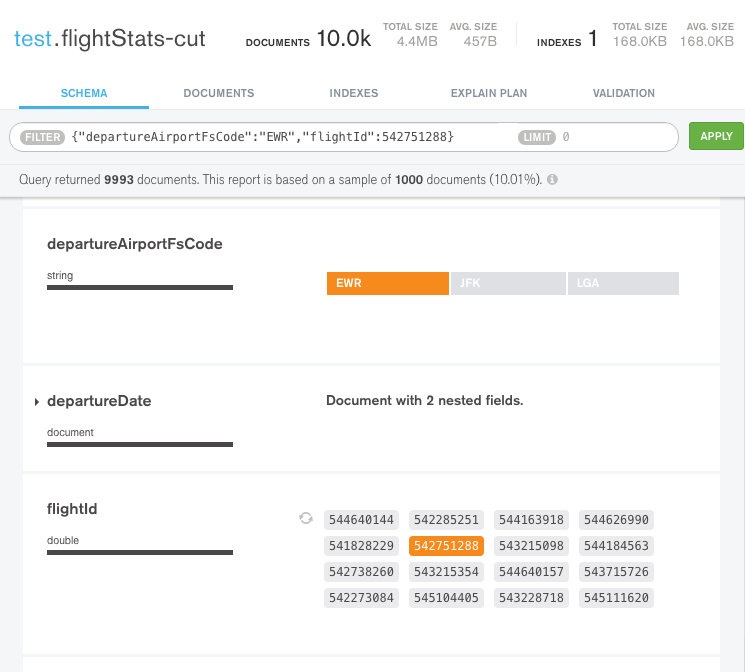 test.flightStats-cut
DOCUMENTS 10.0k
TOTAL SIZE AVG. SIZE
4.4MB 457B
INDEXES 1
TOTAL SIZE AVG. SIZE
168.0KB 168.0KB
SCHEMA DOCUMENTS INDEXES EXPLAIN PLAN VALIDATION
FILTER {"departureAirportFsCode":"EWR","flightId":542751288} LIMIT 0 APPLY
Query returned 9993 documents. This report is based on a sample of 1000 documents (10.01%).
departureAirportFsCode
string
EWR JFK LGA
departureDate
document
Document with 2 nested fields.
flightId
double
544640144 542285251 544163918 544626990
541828229 542751288 543215098 544184563
542738260 543215354 544640157 543715726
542273084 545104405 543228718 545111620